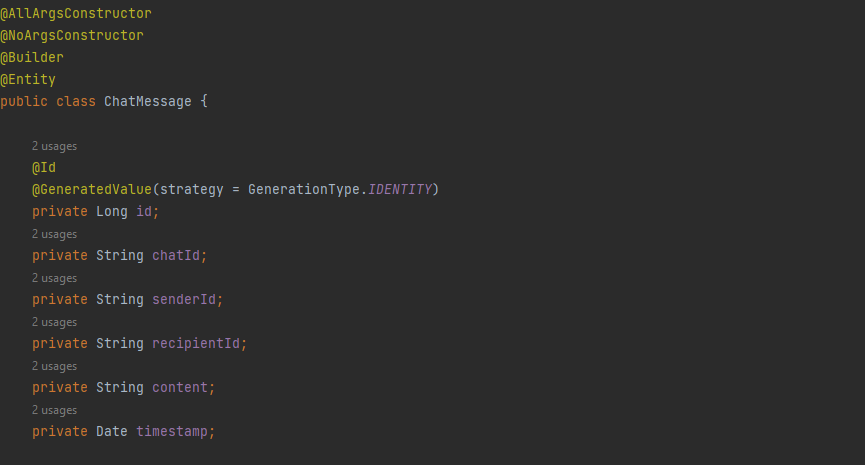 @AllArgsConstructor
@NoArgsConstructor
@Builder
@Entity
public class ChatMessage {
2 usages
@Id
@GeneratedValue(strategy = GenerationType.IDENTITY)
private Long id;
2 usages
private String chatId;
2 usages
private String senderId;
2 usages
private String recipientId;
2 usages
private String content;
2 usages
private Date timestamp;